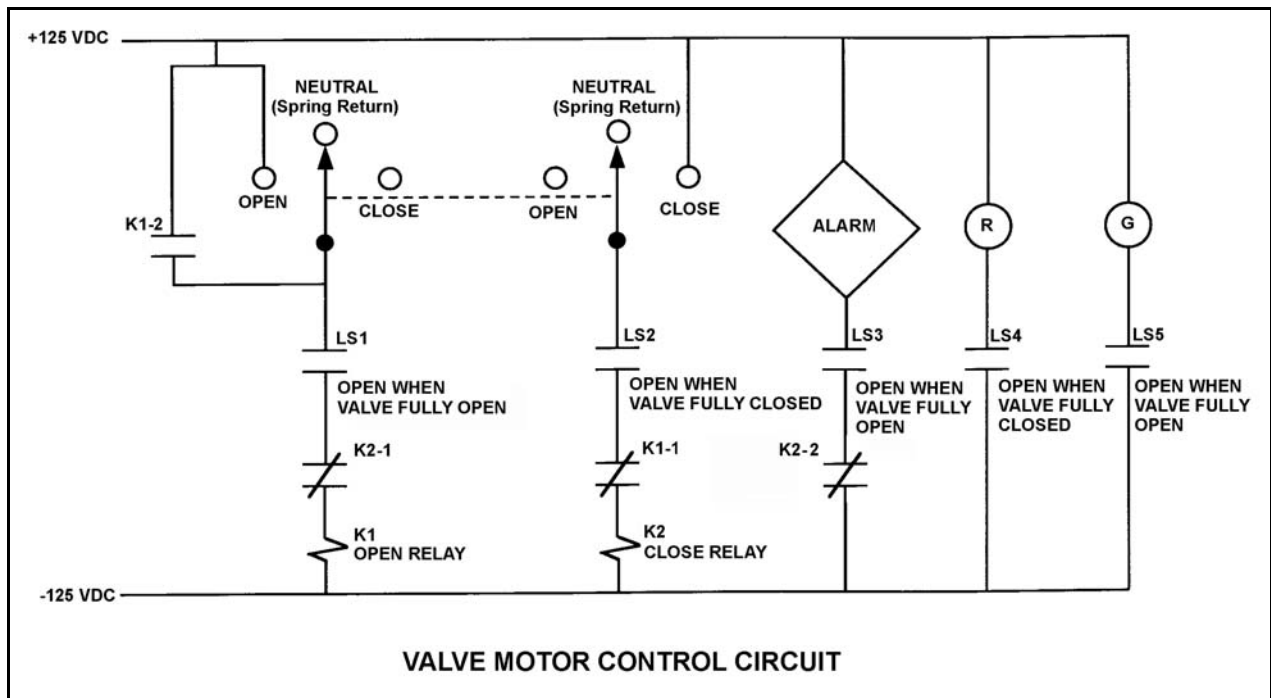 +125 VDC
NEUTRAL
(Spring Return)
NEUTRAL
(Spring Return)
OPEN
CLOSE
OPEN
CLOSE
K1-2
ALARM
R
G
LS1
OPEN WHEN
VALVE FULLY OPEN
LS2
OPEN WHEN
VALVE FULLY CLOSED
LS3
OPEN WHEN
VALVE FULLY
OPEN
LS4
OPEN WHEN
VALVE FULLY
CLOSED
LS5
OPEN WHEN
VALVE FULLY
OPEN
K2-1
K1-1
K2-2
K1
OPEN RELAY
K2
CLOSE RELAY
-125 VDC
VALVE MOTOR CONTROL CIRCUIT